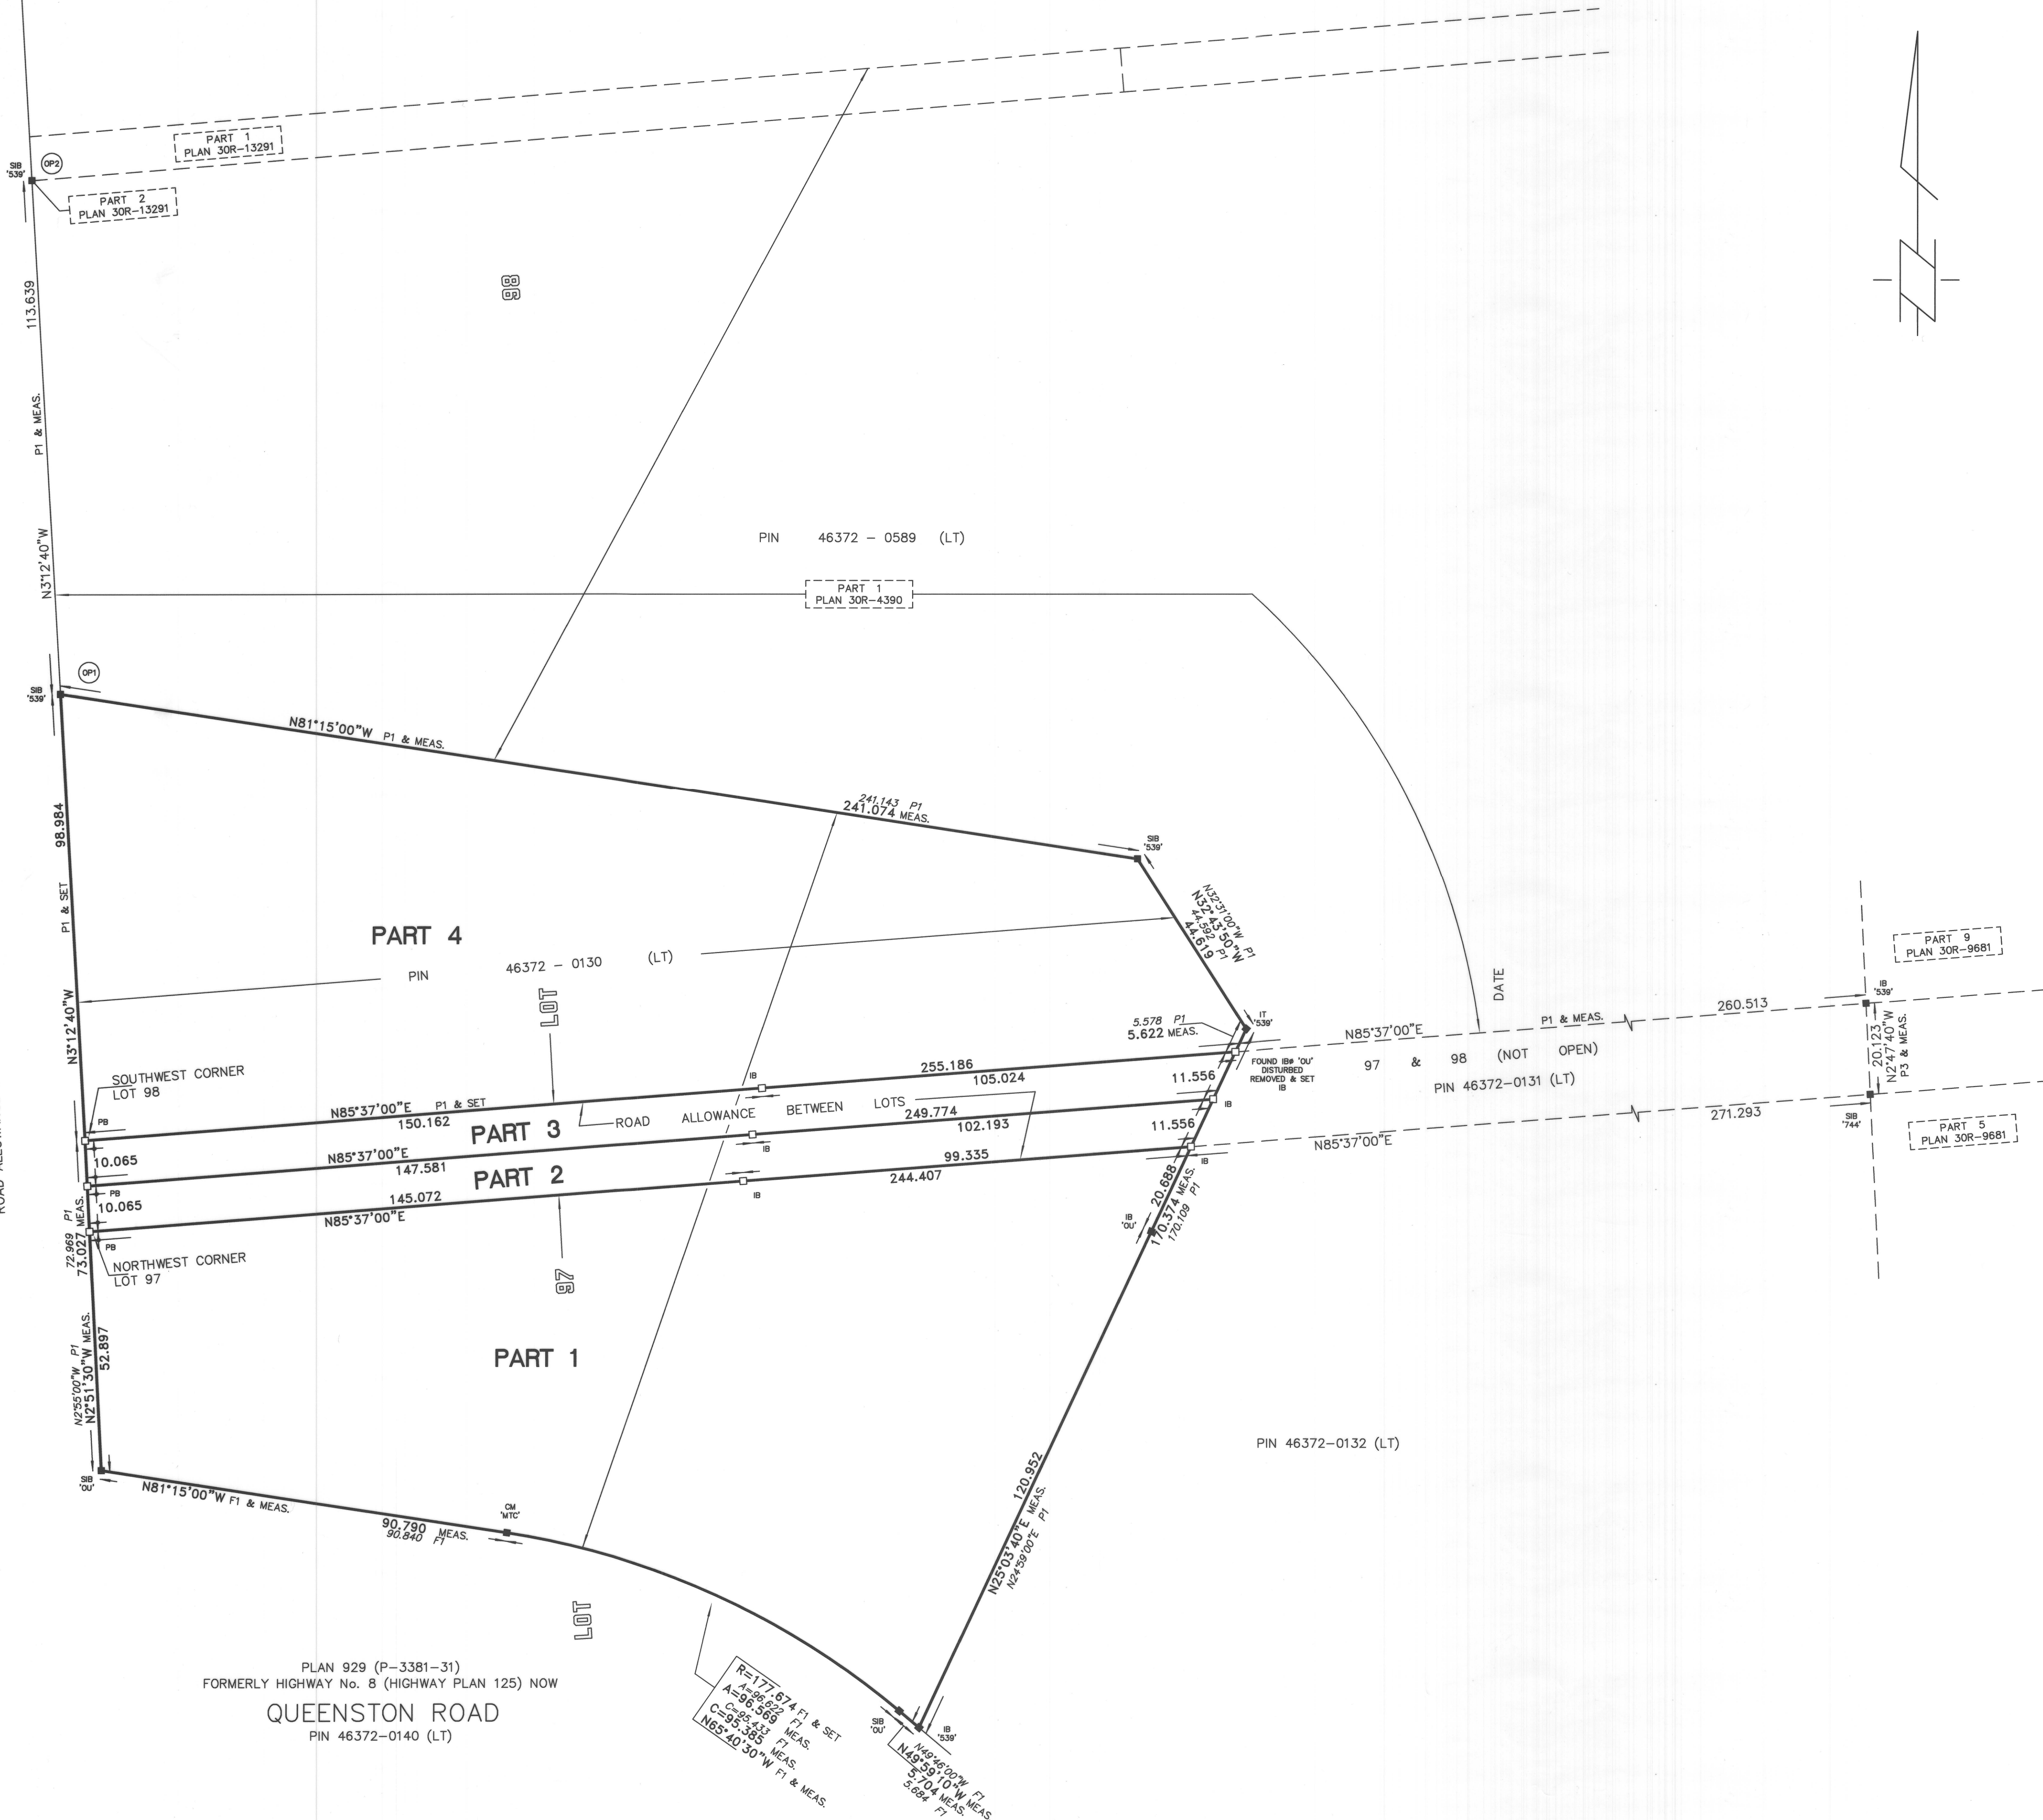 PART 1
PLAN 30R-13291
SIB
'539'
OP2
PART 2
PLAN 30R-13291
113.639
P1 & MEAS.
N3°12'40"W
98
PIN 46372 - 0589 (LT)
PART 1
PLAN 30R-4390
OP1
SIB
'539'
N81°15'00"W P1 & MEAS.
241.143 P1
241.074 MEAS.
SIB
'539'
98.984
P1 & SET
N3°12'40"W
PART 4
PIN 46372 - 0130 (LT)
LOT
N32°31'00"W P1
N32°43'50"W
44.592 P1
44.619
IT
'539'
5.578 P1
5.622 MEAS.
DATE
PART 9
PLAN 30R-9681
IB
'539'
260.513
P1 & MEAS.
N85°37'00"E
97 & 98 (NOT OPEN)
PIN 46372-0131 (LT)
20.123
N2°47'40"W
P3 & MEAS.
SIB
'744'
271.293
N85°37'00"E
PART 5
PLAN 30R-9681
FOUND IBø 'OU'
DISTURBED
REMOVED & SET
IB
SOUTHWEST CORNER
LOT 98
PB
N85°37'00"E P1 & SET
150.162
IB
255.186
105.024
11.556
ROAD ALLOWANCE BETWEEN LOTS
PART 3
10.065
N85°37'00"E
147.581
IB
249.774
102.193
IB
11.556
PART 2
PB
10.065
145.072
N85°37'00"E
IB
99.335
244.407
IB
PB
NORTHWEST CORNER
LOT 97
72.969 P1
73.027 MEAS.
20.688
170.374 MEAS.
170.109 P1
IB
'OU'
97
N2°55'00"W P1
N2°51'30"W MEAS.
52.897
PART 1
PIN 46372-0132 (LT)
120.952
N25°03'40"E MEAS.
N24°59'00"E P1
SIB
'OU'
N81°15'00"W F1 & MEAS.
90.790 MEAS.
90.840 F1
CM
'MTC'
LOT
PLAN 929 (P-3381-31)
FORMERLY HIGHWAY No. 8 (HIGHWAY PLAN 125) NOW
QUEENSTON ROAD
PIN 46372-0140 (LT)
R=177.674 F1 & SET
A=96.622 F1
A=96.569 MEAS.
C=95.433 F1
C=95.385 MEAS.
N65°40'30"W F1 & MEAS.
SIB
'OU'
IB
'539'
N49°46'00"W F1
N49°59'10"W MEAS
5.704 MEAS.
5.684 F1